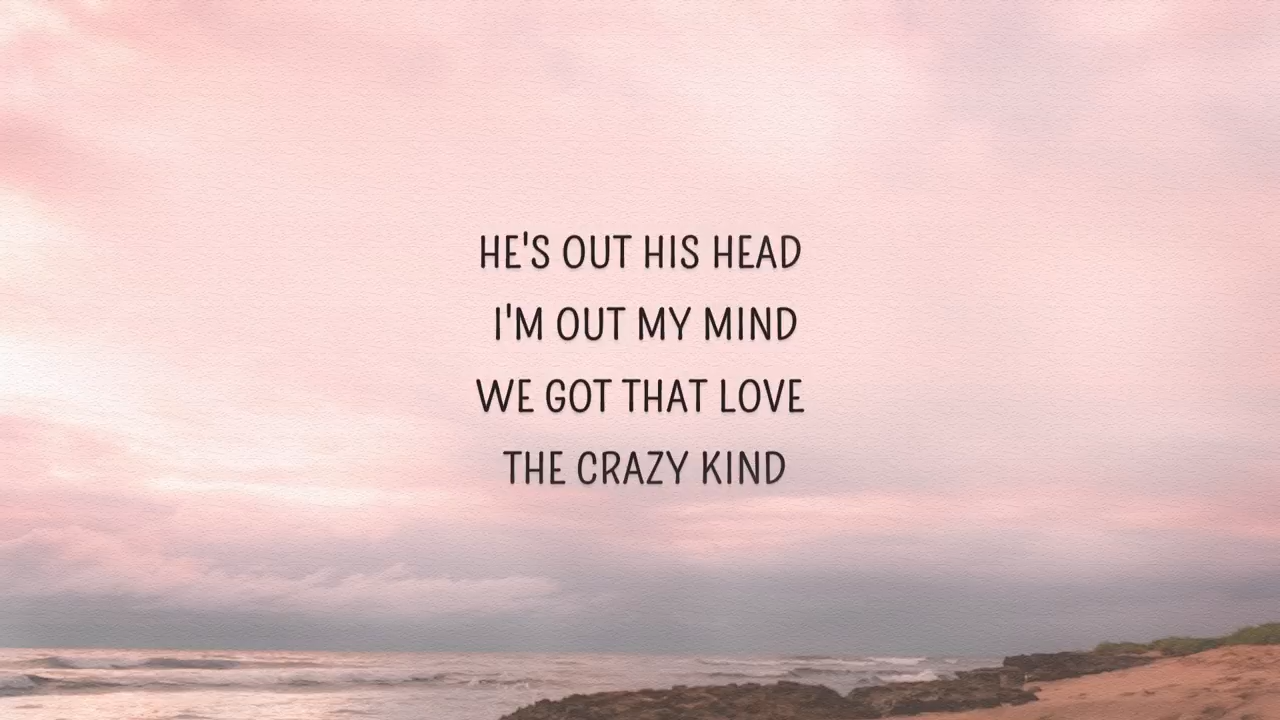 HE'S OUT HIS HEAD
I'M OUT MY MIND
WE GOT THAT LOVE
THE CRAZY KIND